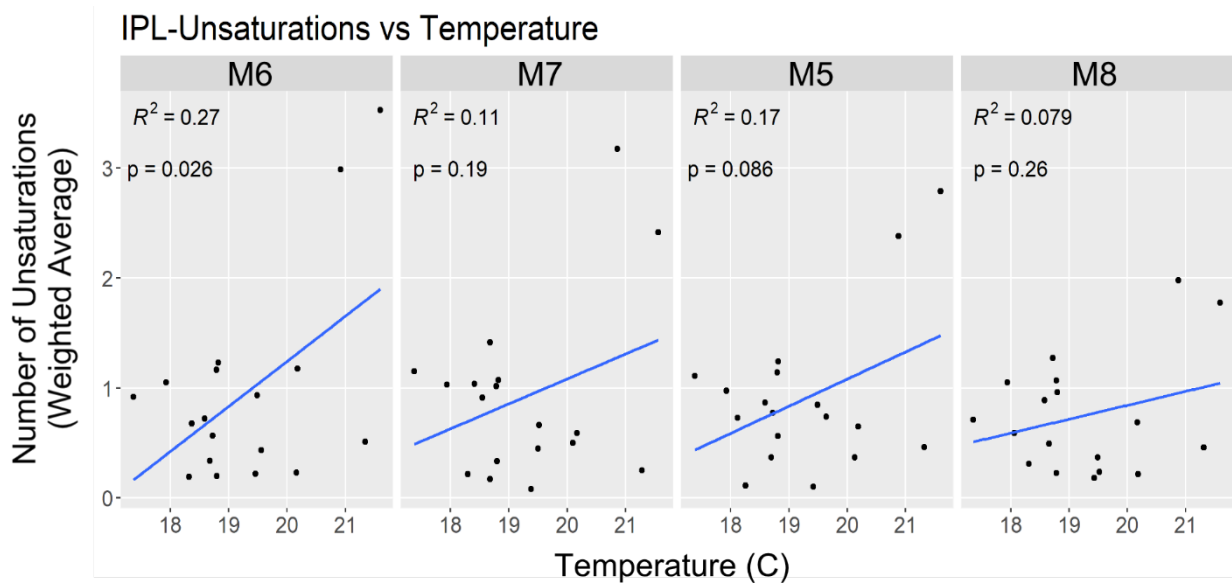 IPL-Unsaturations vs Temperature
M6 M7 M5 M8
R² = 0.27 R² = 0.11 R² = 0.17 R² = 0.079
p = 0.026 p = 0.19 p = 0.086 p = 0.26
Number of Unsaturations
(Weighted Average)
3
2
1
0
18 19 20 21 18 19 20 21 18 19 20 21 18 19 20 21
Temperature (C)